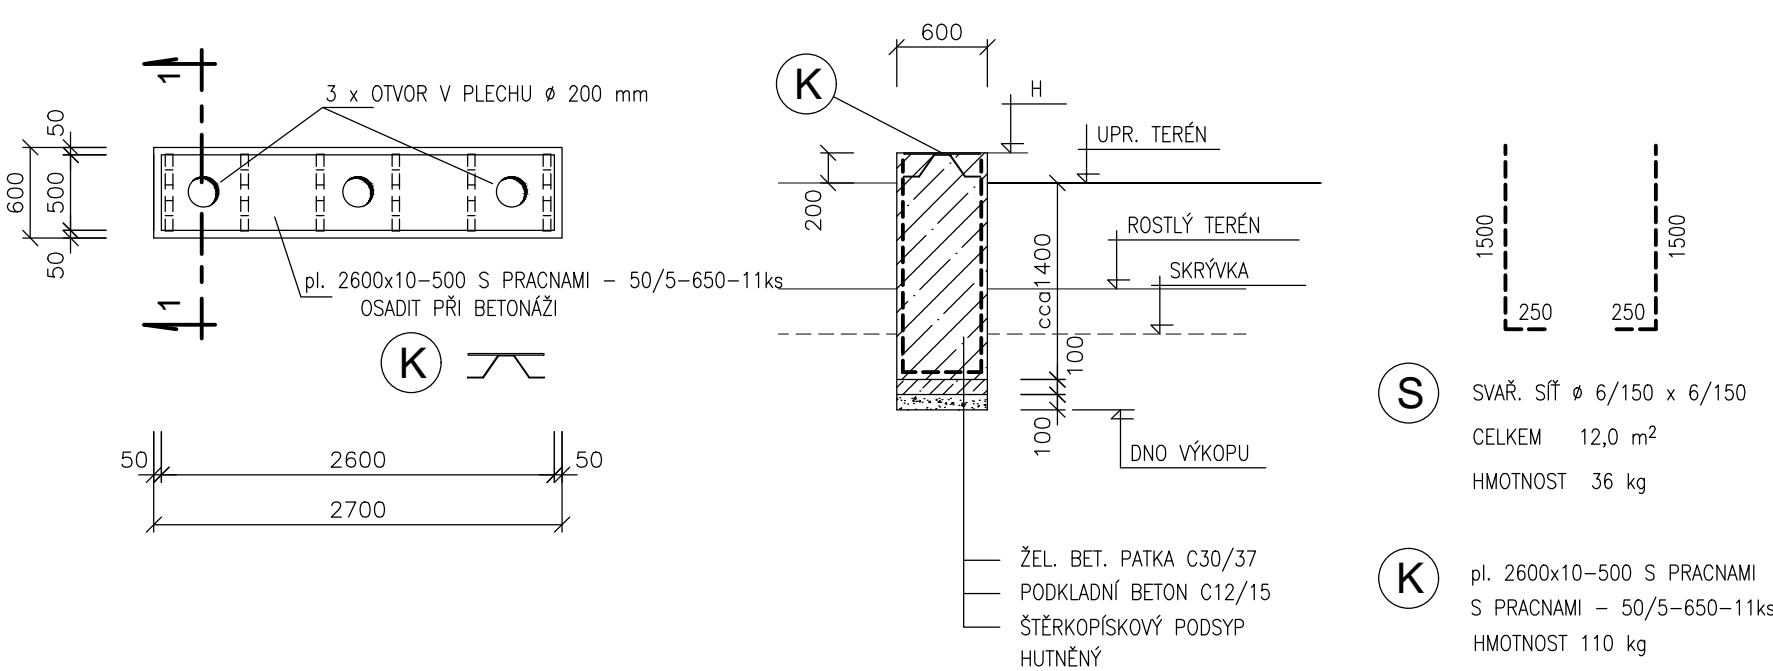 1
3 x OTVOR V PLECHU ø 200 mm
50
600
500
50
pl. 2600x10-500 S PRACNAMI - 50/5-650-11ks
OSADIT PŘI BETONÁŽI
1
K
50
2600
50
2700
600
K
H
UPR. TERÉN
200
ROSTLÝ TERÉN
SKRÝVKA
cca1400
100
100
DNO VÝKOPU
ŽEL. BET. PATKA C30/37
PODKLADNÍ BETON C12/15
ŠTĚRKOPÍSKOVÝ PODSYP
HUTNĚNÝ
1500
1500
250
250
S
SVAŘ. SÍŤ ø 6/150 x 6/150
CELKEM 12,0 m²
HMOTNOST 36 kg
K
pl. 2600x10-500 S PRACNAMI
S PRACNAMI - 50/5-650-11ks
HMOTNOST 110 kg